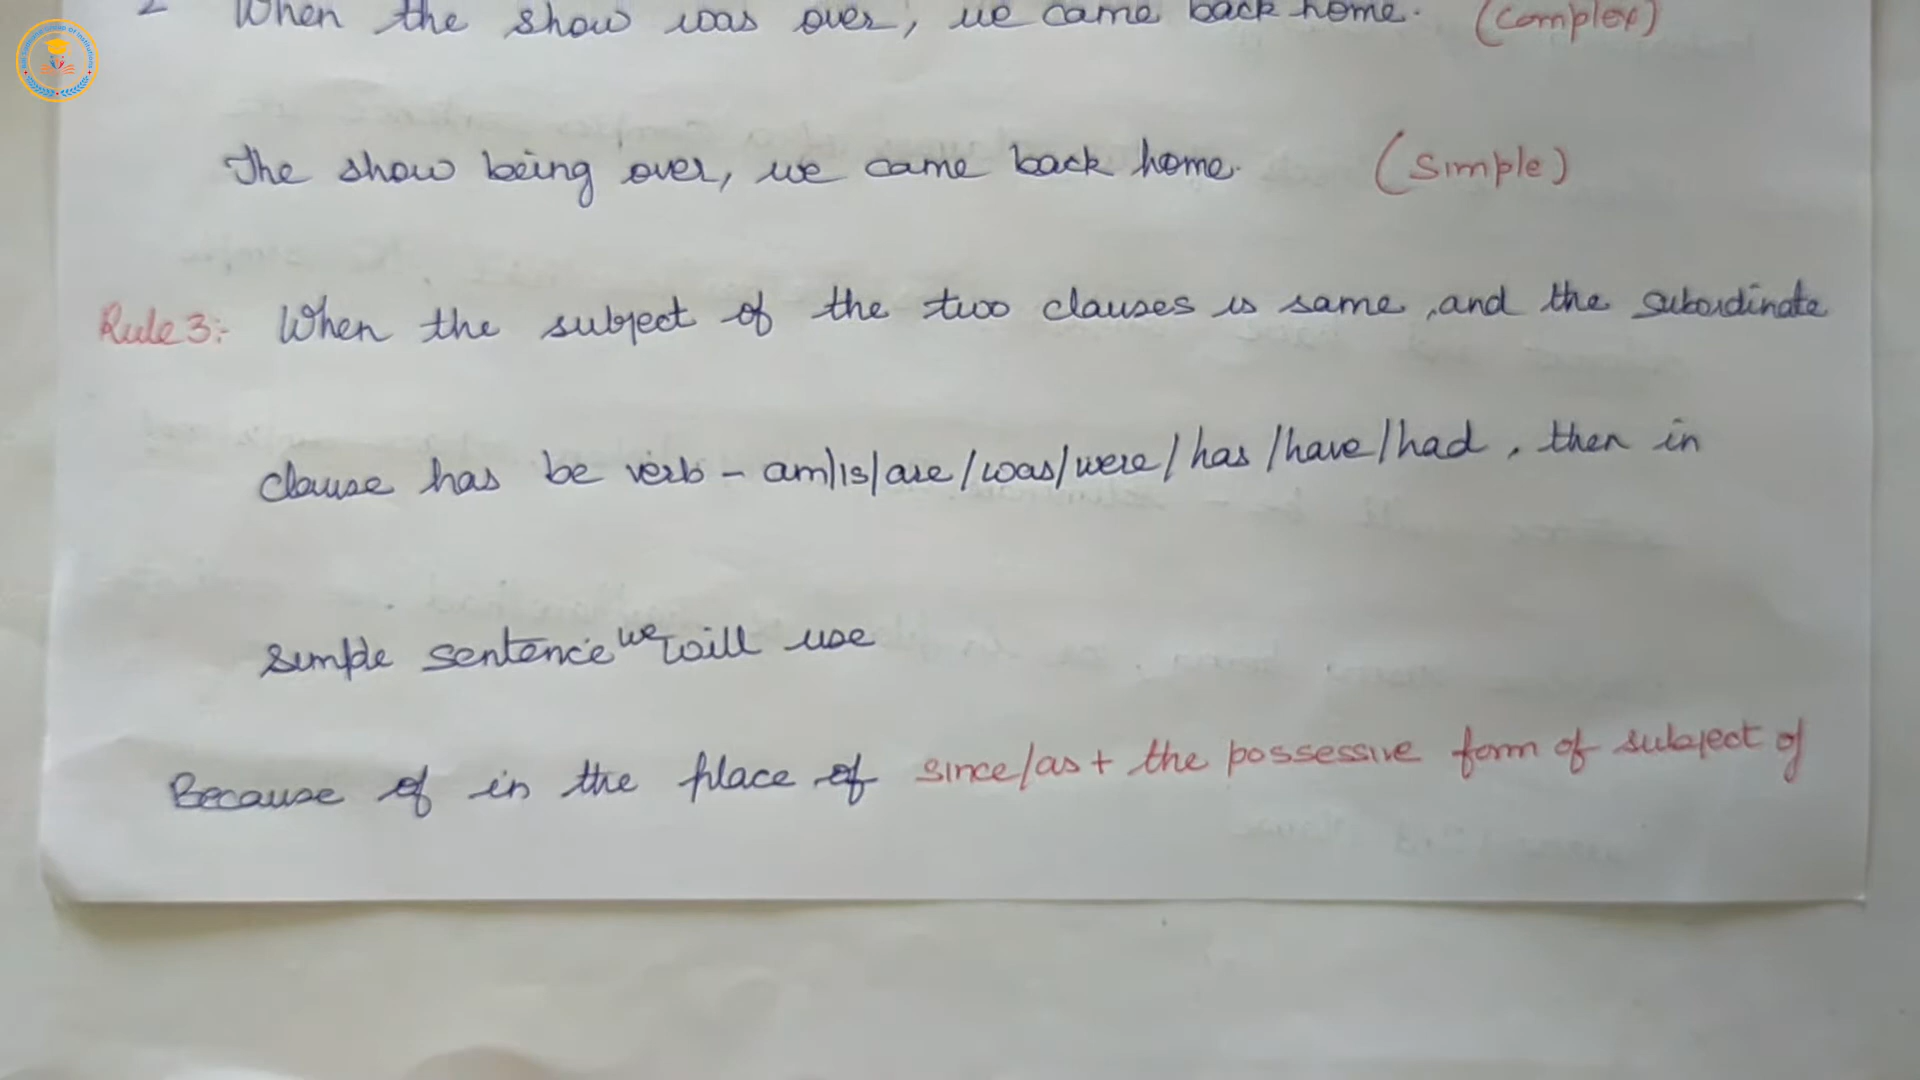 2 When the show was over, we came back home. (Complex)
The show being over, we came back home. (Simple)
Rule 3:- When the subject of the two clauses is same, and the subordinate
clause has be verb - am/is/are/was/were/has/have/had, then in
simple sentence we will use
Because of in the place of since/as + the possessive form of subject of